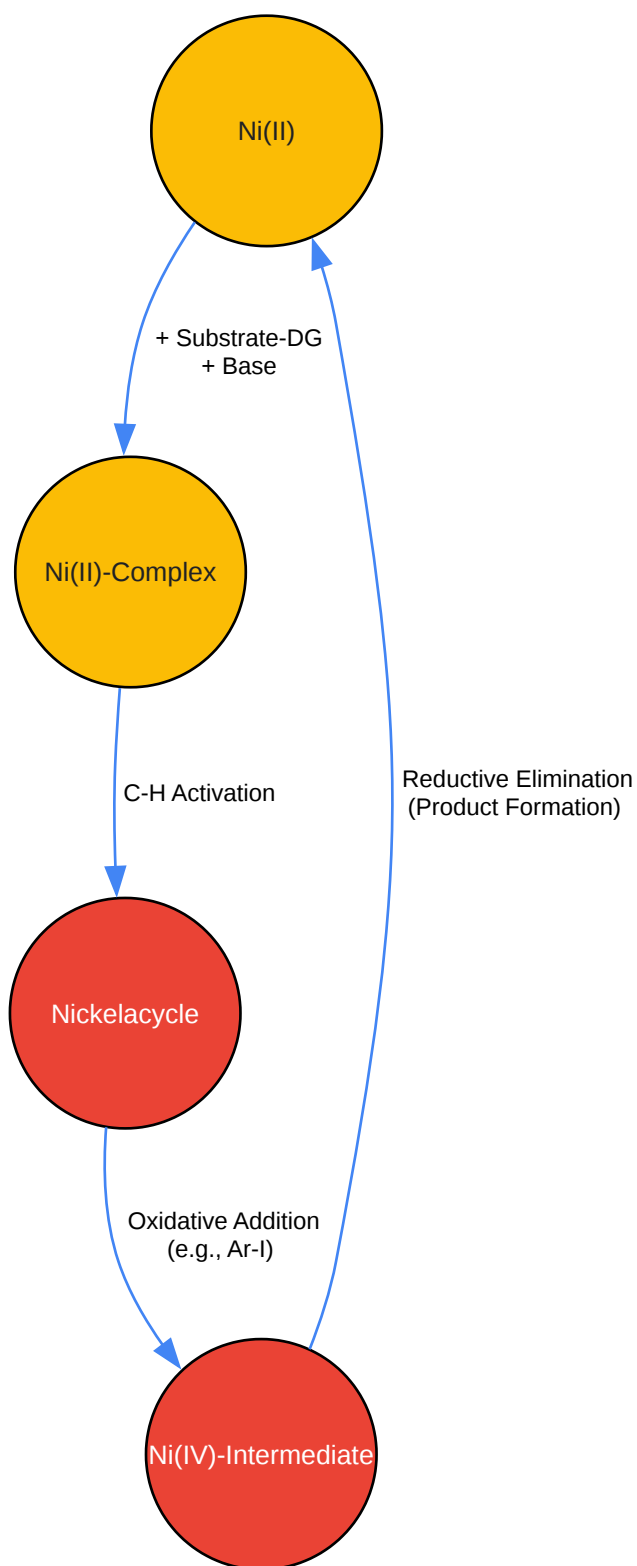 Ni(II)
+ Substrate-DG
+ Base
Ni(II)-Complex
C-H Activation
Reductive Elimination
(Product Formation)
Nickelacycle
Oxidative Addition
(e.g., Ar-I)
Ni(IV)-Intermediate